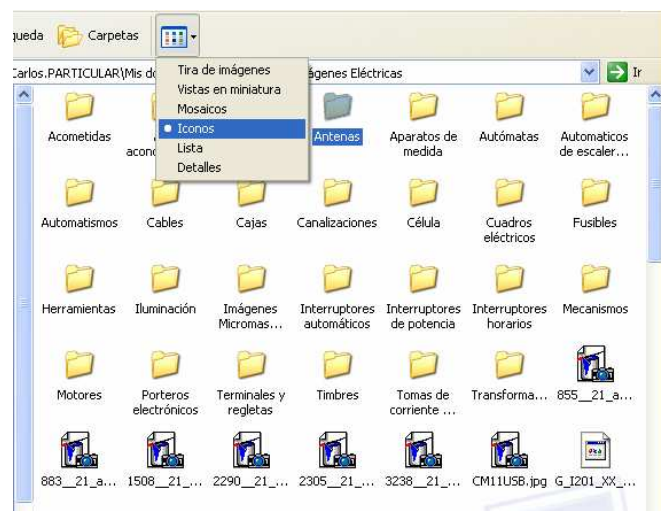 ueda Carpetas
Carlos.PARTICULAR\Mis do ágenes Eléctricas Ir
Tira de imágenes
Vistas en miniatura
Mosaicos
Iconos
Lista
Detalles
Acometidas Antenas Aparatos de medida Autómatas Automaticos de escaler...
Automatismos Cables Cajas Canalizaciones Célula Cuadros eléctricos Fusibles
Herramientas Iluminación Imágenes Micromas... Interruptores automáticos Interruptores de potencia Interruptores horarios Mecanismos
Motores Porteros electrónicos Terminales y regletas Timbres Tomas de corriente ... Transforma... 855__21_a...
883__21_a... 1508__21_... 2290__21_... 2305__21_... 3238__21_... CM11USB.jpg G_I201_XX_...